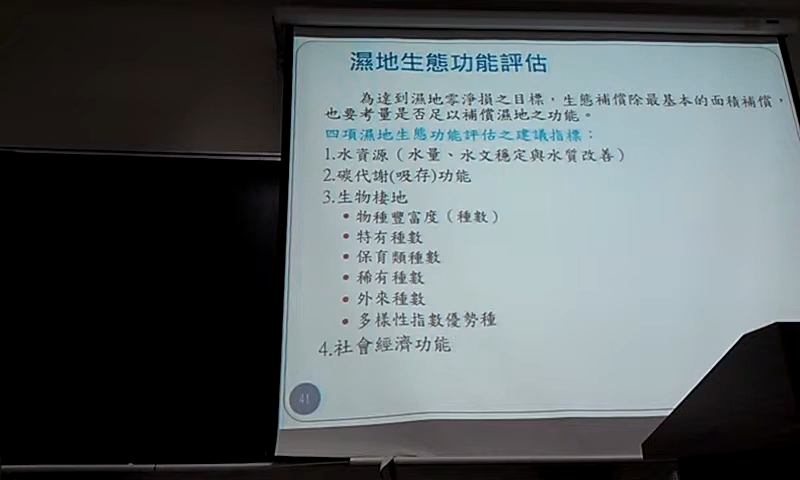 濕地生態功能評估
為達到濕地零淨損之目標，生態補償除最基本的面積補償，
也要考量是否足以補償濕地之功能。
四項濕地生態功能評估之建議指標：
1.水資源（水量、水文穩定與水質改善）
2.碳代謝(吸存)功能
3.生物棲地
• 物種豐富度（種數）
• 特有種數
• 保育類種數
• 稀有種數
• 外來種數
• 多樣性指數優勢種
4.社會經濟功能
41